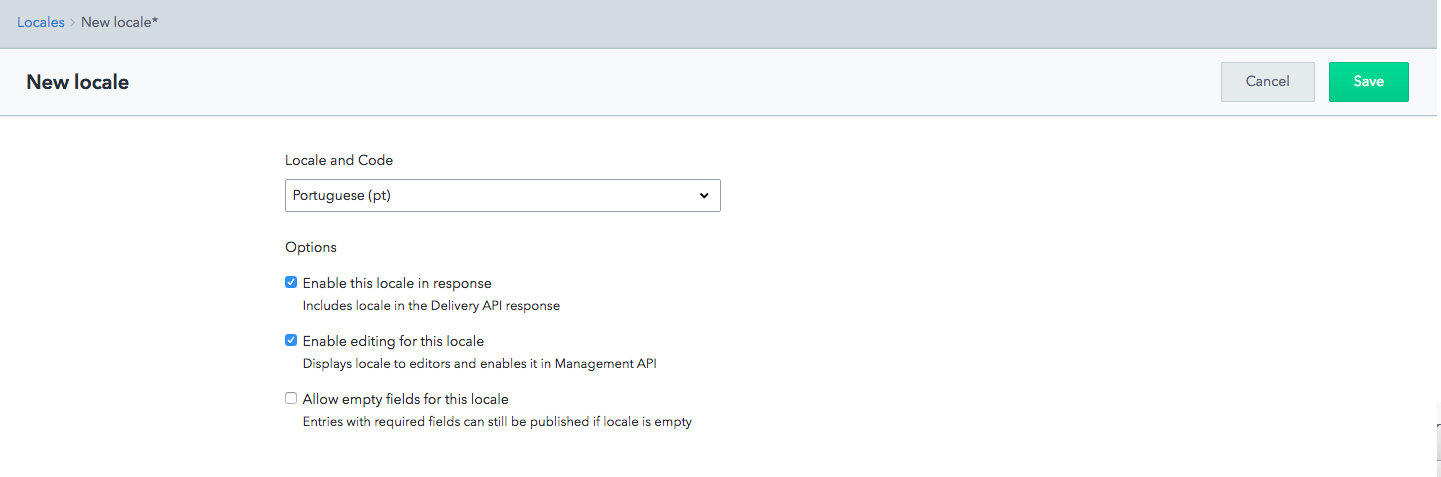 Locales > New locale*
New locale
Cancel
Save
Locale and Code
Portuguese (pt)
Options
Enable this locale in response
Includes locale in the Delivery API response
Enable editing for this locale
Displays locale to editors and enables it in Management API
Allow empty fields for this locale
Entries with required fields can still be published if locale is empty